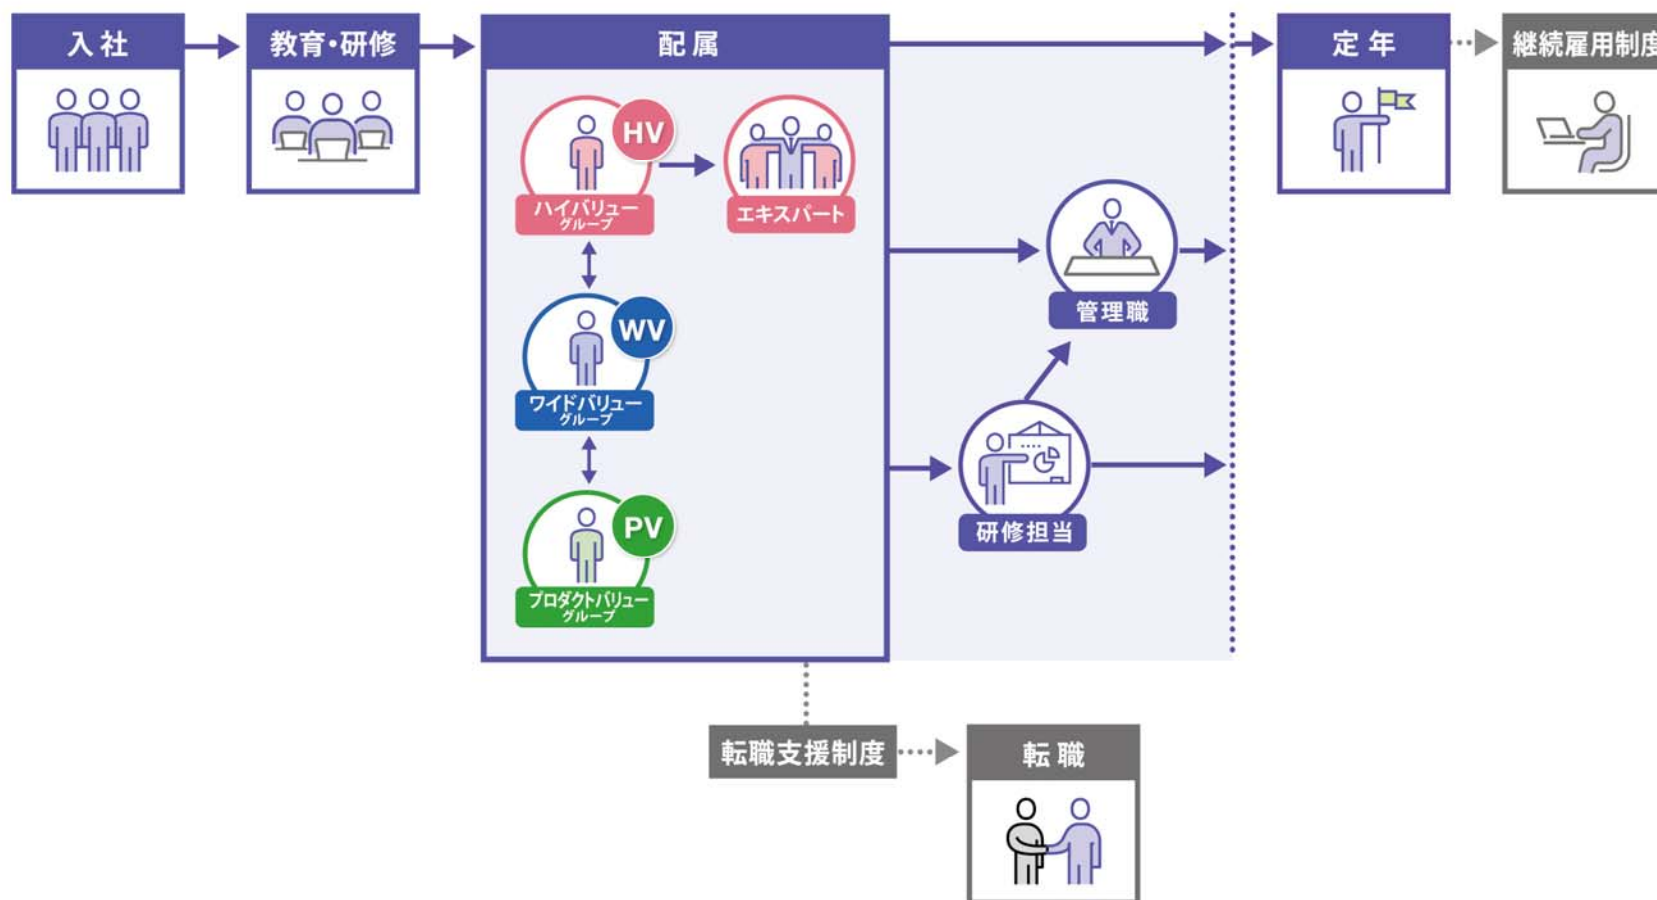 入社
教育・研修
配属
定年
継続雇用制度
HV
ハイバリュー
グループ
エキスパート
WV
ワイドバリュー
グループ
PV
プロダクトバリュー
グループ
管理職
研修担当
転職支援制度
転職